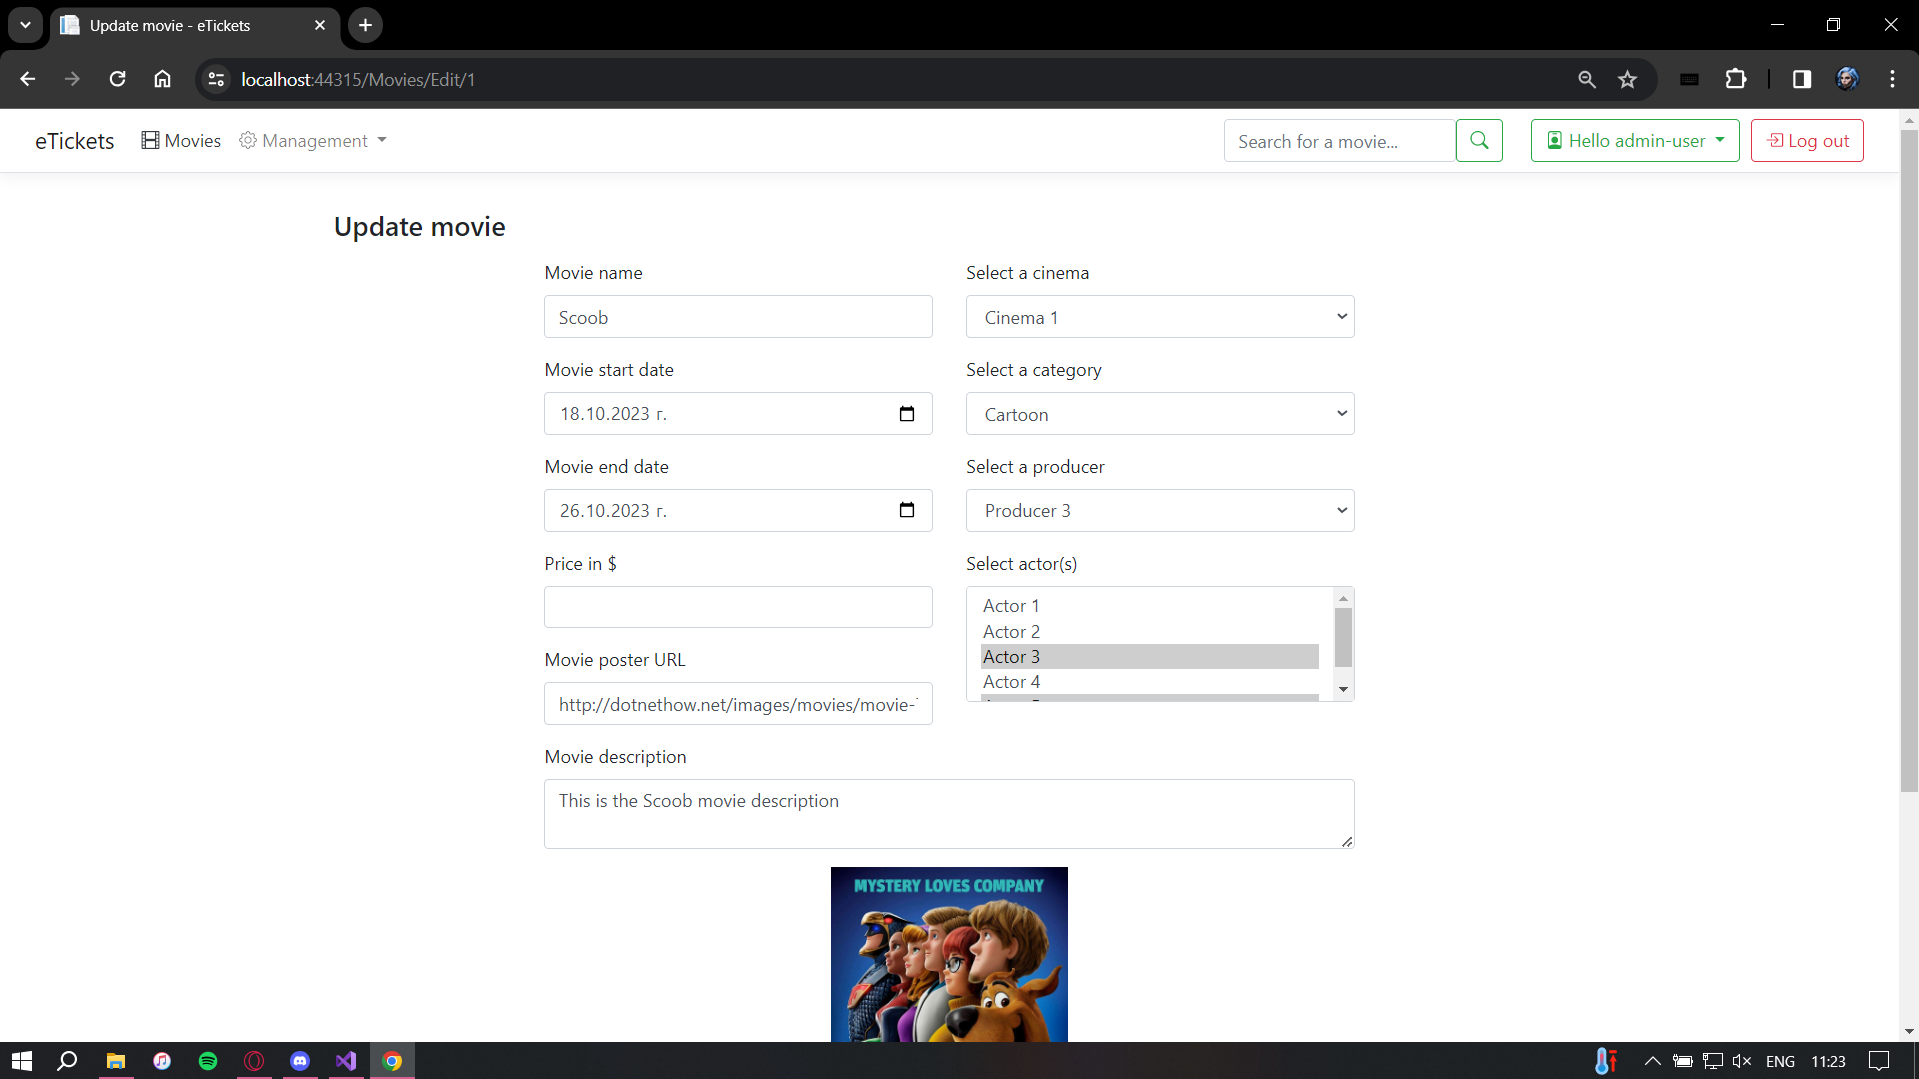 Update movie - eTickets
localhost:44315/Movies/Edit/1
eTickets Movies Management Search for a movie... Hello admin-user Log out
Update movie
Movie name
Scoob
Movie start date
18.10.2023 г.
Movie end date
26.10.2023 г.
Price in $
Movie poster URL
http://dotnethow.net/images/movies/movie-
Select a cinema
Cinema 1
Select a category
Cartoon
Select a producer
Producer 3
Select actor(s)
Actor 1
Actor 2
Actor 3
Actor 4
Movie description
This is the Scoob movie description
MYSTERY LOVES COMPANY
ENG 11:23